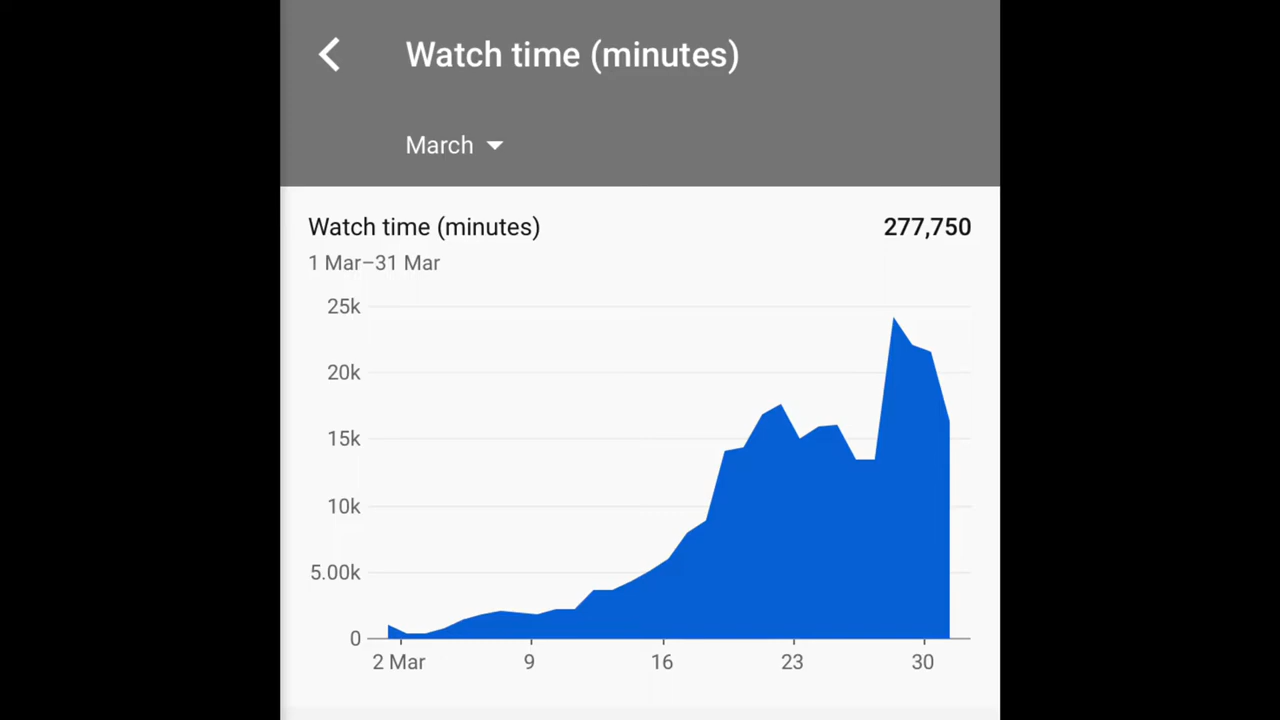 Watch time (minutes)
March
Watch time (minutes) 277,750
1 Mar–31 Mar
25k
20k
15k
10k
5.00k
0
2 Mar 9 16 23 30